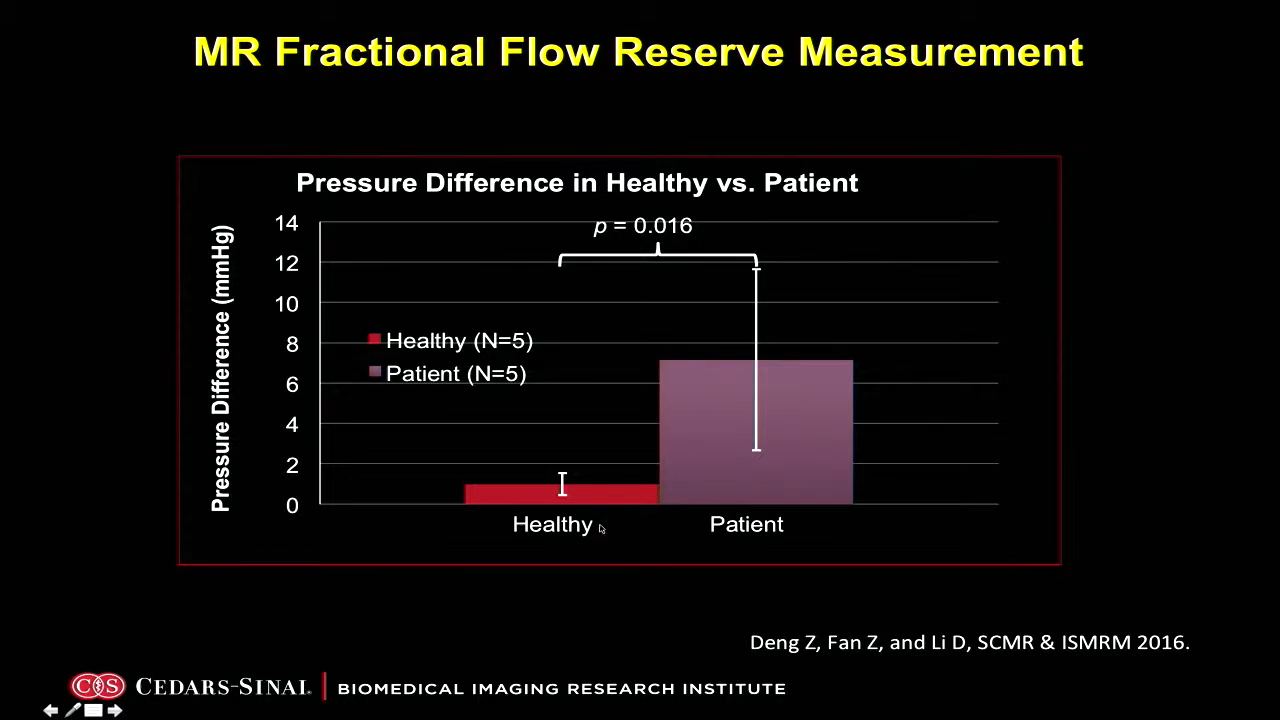 MR Fractional Flow Reserve Measurement
Pressure Difference in Healthy vs. Patient
p = 0.016
Pressure Difference (mmHg)
14
12
10
8
6
4
2
0
Healthy (N=5)
Patient (N=5)
Healthy
Patient
Deng Z, Fan Z, and Li D, SCMR & ISMRM 2016.
CEDARS-SINAI
BIOMEDICAL IMAGING RESEARCH INSTITUTE